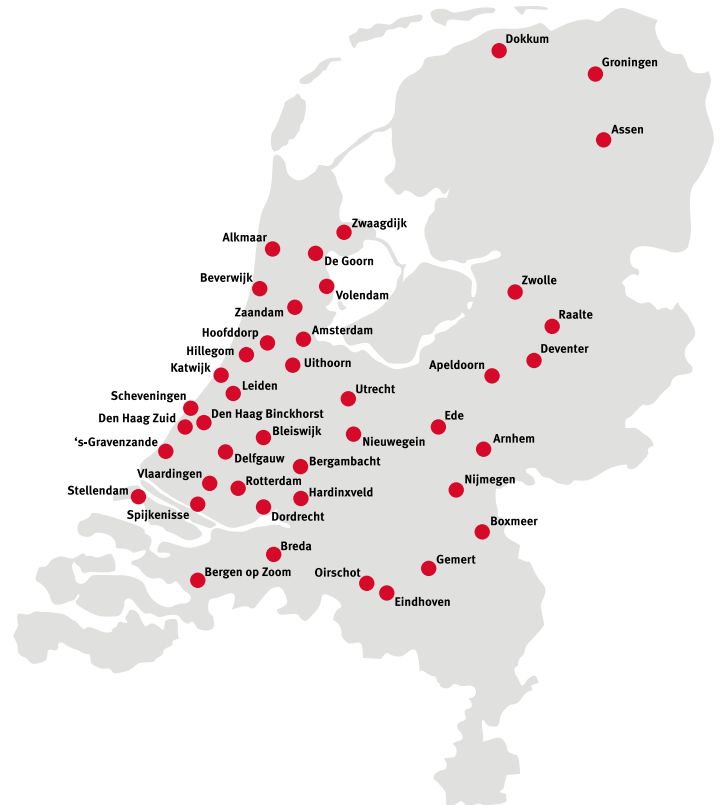 Dokkum
Groningen
Assen
Zwaagdijk
Alkmaar
De Goorn
Beverwijk
Volendam
Zwolle
Zaandam
Raalte
Hoofddorp
Amsterdam
Hillegom
Deventer
Katwijk
Uithoorn
Apeldoorn
Leiden
Utrecht
Scheveningen
Den Haag Zuid
Den Haag Binckhorst
Ede
Bleiswijk
‘s-Gravenzande
Nieuwegein
Arnhem
Delfgauw
Bergambacht
Vlaardingen
Rotterdam
Nijmegen
Stellendam
Hardinxveld
Spijkenisse
Dordrecht
Boxmeer
Breda
Gemert
Bergen op Zoom
Oirschot
Eindhoven